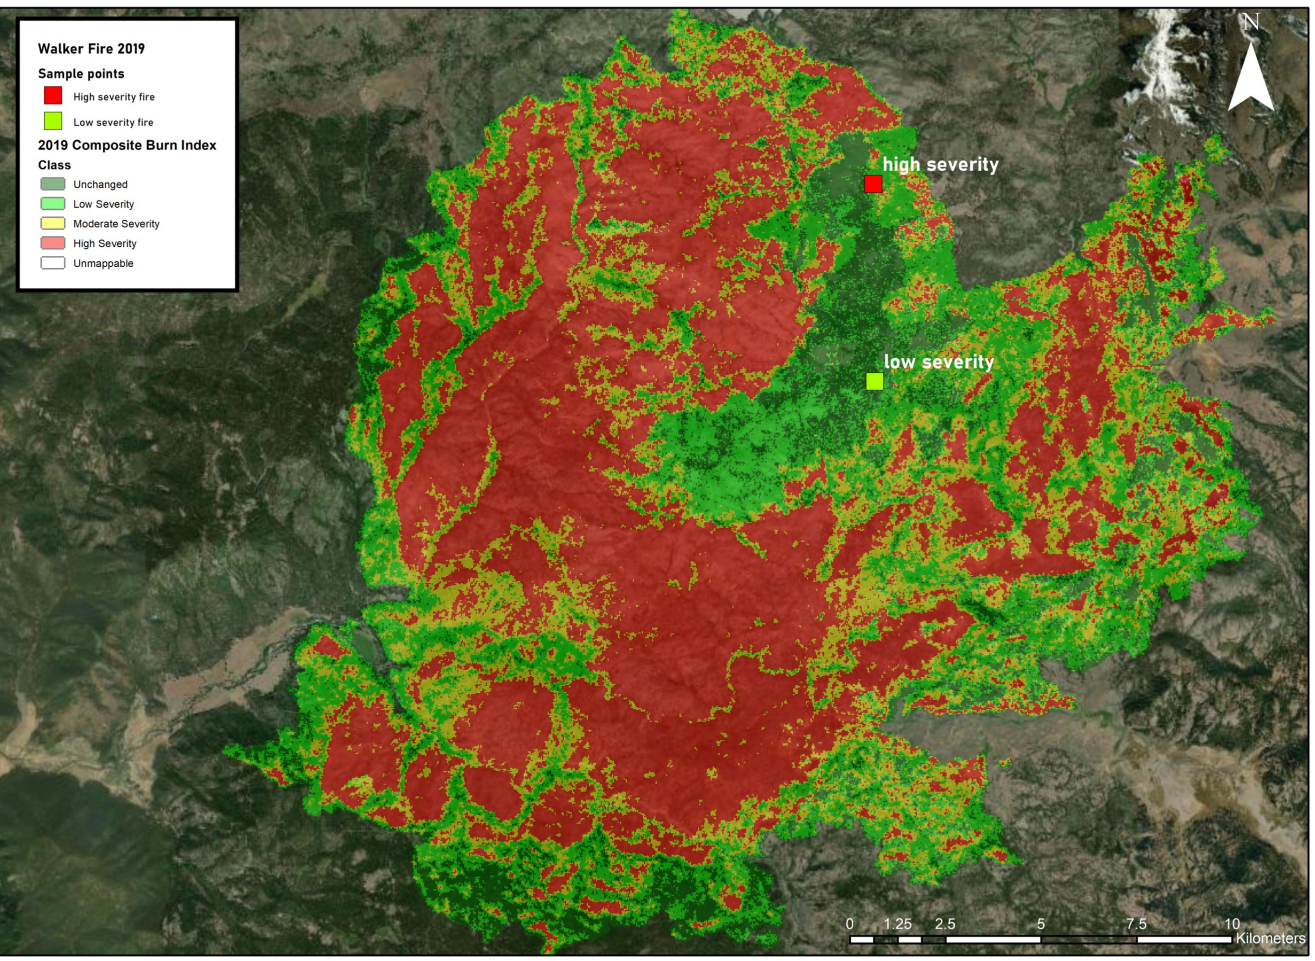 Walker Fire 2019
Sample points
High severity fire
Low severity fire
2019 Composite Burn Index
Class
Unchanged
Low Severity
Moderate Severity
High Severity
Unmappable
N
high severity
low severity
0 1.25 2.5 5 7.5 10
Kilometers